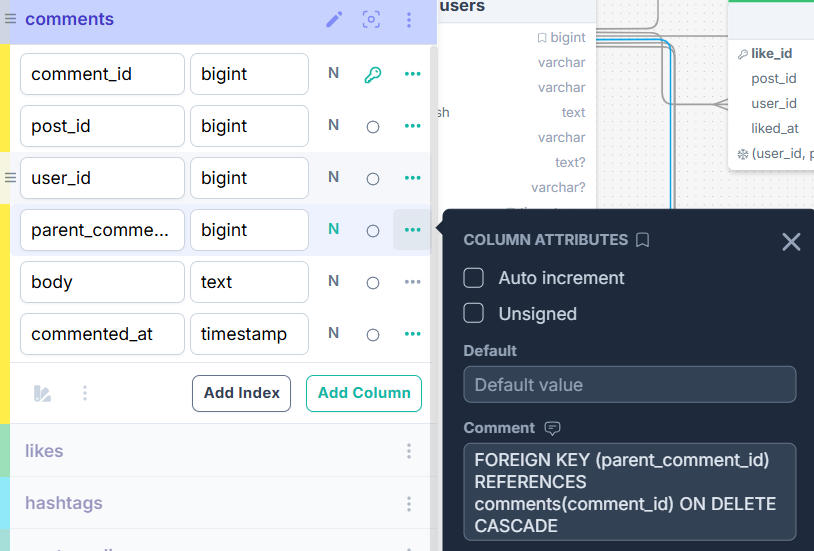 comments
comment_id bigint N
post_id bigint N
user_id bigint N
parent_comme... bigint N
body text N
commented_at timestamp N
Add Index Add Column
likes
hashtags
users
bigint
varchar
varchar
text
varchar
text?
varchar?
like_id
post_id
user_id
liked_at
(user_id, p
COLUMN ATTRIBUTES
Auto increment
Unsigned
Default
Default value
Comment
FOREIGN KEY (parent_comment_id)
REFERENCES
comments(comment_id) ON DELETE
CASCADE